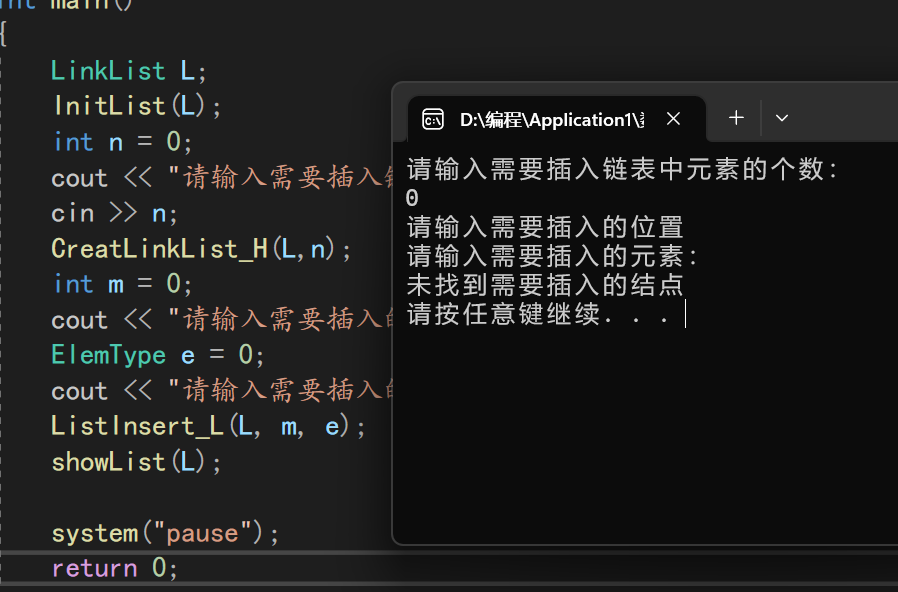 int main()
{
LinkList L;
InitList(L);
int n = 0;
cout << "请输入需要插入
cin >> n;
CreatLinkList_H(L,n);
int m = 0;
cout << "请输入需要插入的
ElemType e = 0;
cout << "请输入需要插入的
ListInsert_L(L, m, e);
showList(L);
system("pause");
return 0;
D:\编程\Application1\
请输入需要插入链表中元素的个数:
0
请输入需要插入的位置
请输入需要插入的元素:
未找到需要插入的结点
请按任意键继续. . .